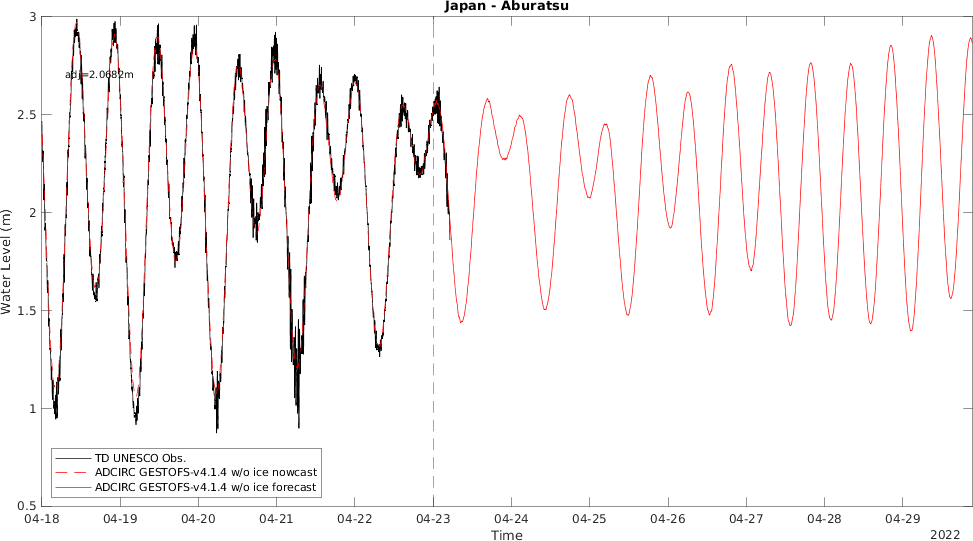 Japan - Aburatsu
3
adj=2.0682m
2.5
2
Water Level (m)
1.5
1
TD UNESCO Obs.
ADCIRC GESTOFS-v4.1.4 w/o ice nowcast
ADCIRC GESTOFS-v4.1.4 w/o ice forecast
0.5
04-18 04-19 04-20 04-21 04-22 04-23 04-24 04-25 04-26 04-27 04-28 04-29
Time
2022